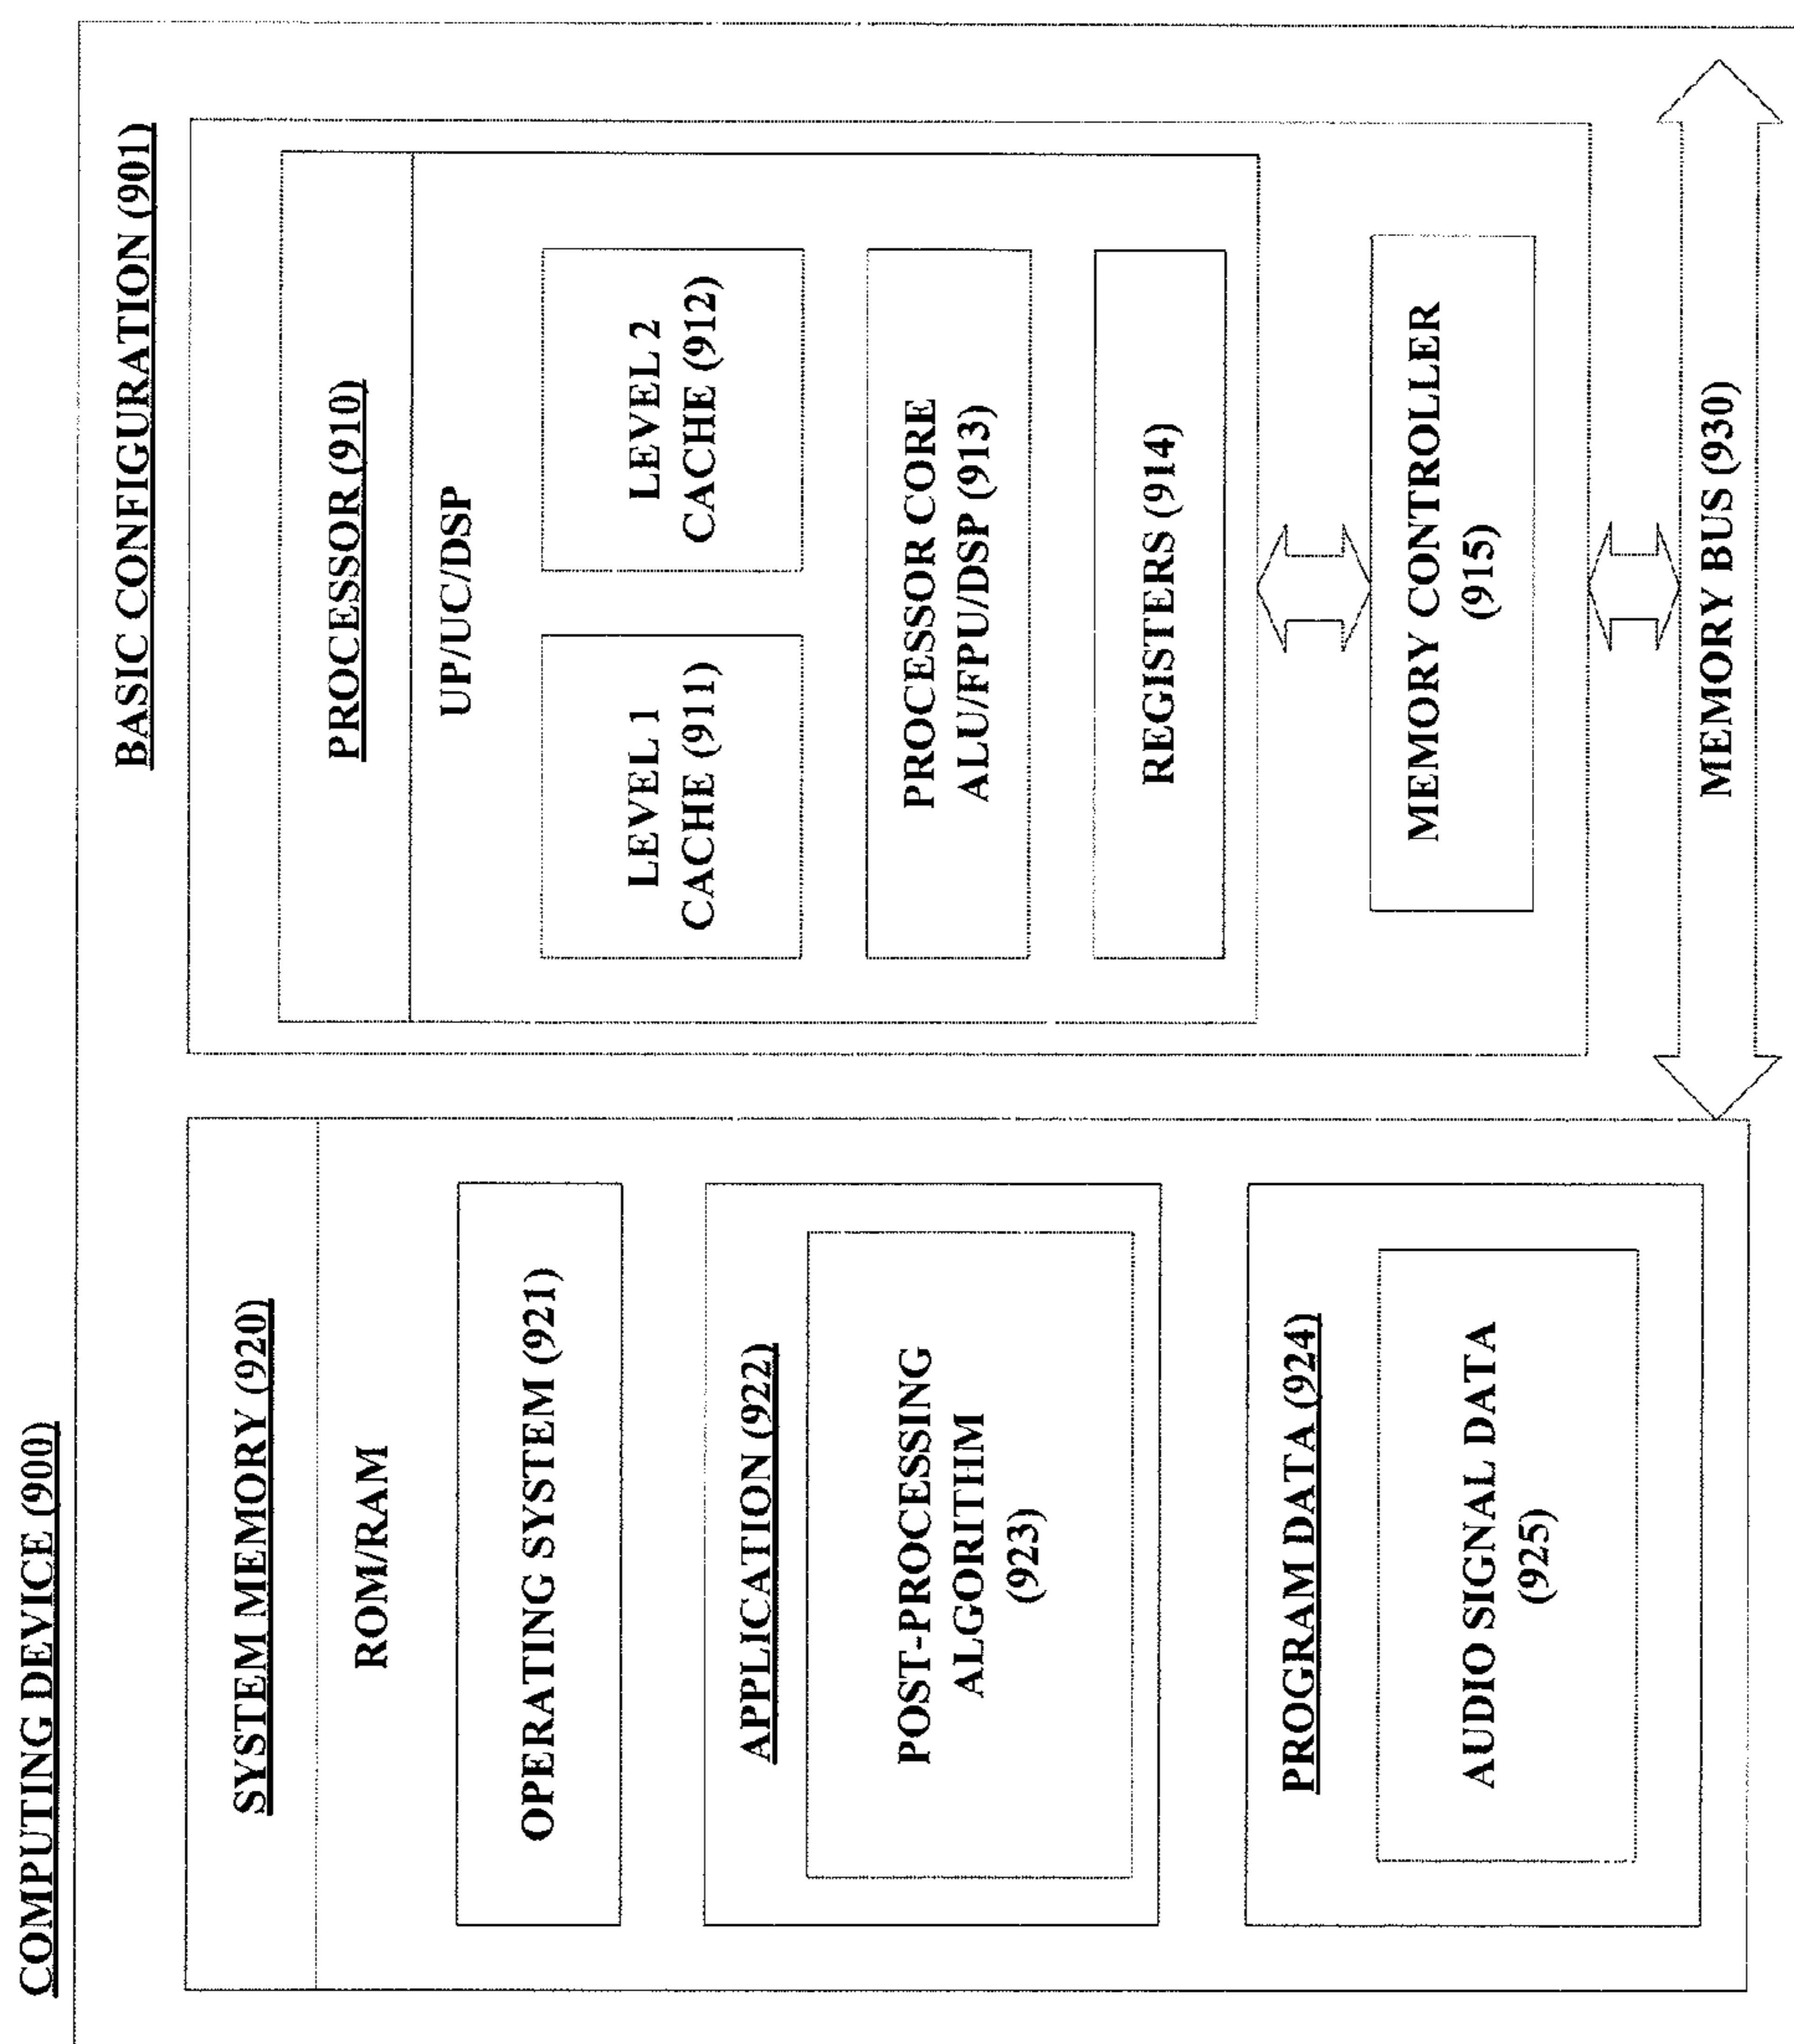 COMPUTING DEVICE (900)
BASIC CONFIGURATION (901)
SYSTEM MEMORY (920)
ROM/RAM
OPERATING SYSTEM (921)
APPLICATION (922)
POST-PROCESSING
ALGORITHM
(923)
PROGRAM DATA (924)
AUDIO SIGNAL DATA
(925)
PROCESSOR (910)
UP/UC/DSP
LEVEL 1
CACHE (911)
LEVEL 2
CACHE (912)
PROCESSOR CORE
ALU/FPU/DSP (913)
REGISTERS (914)
MEMORY CONTROLLER
(915)
MEMORY BUS (930)